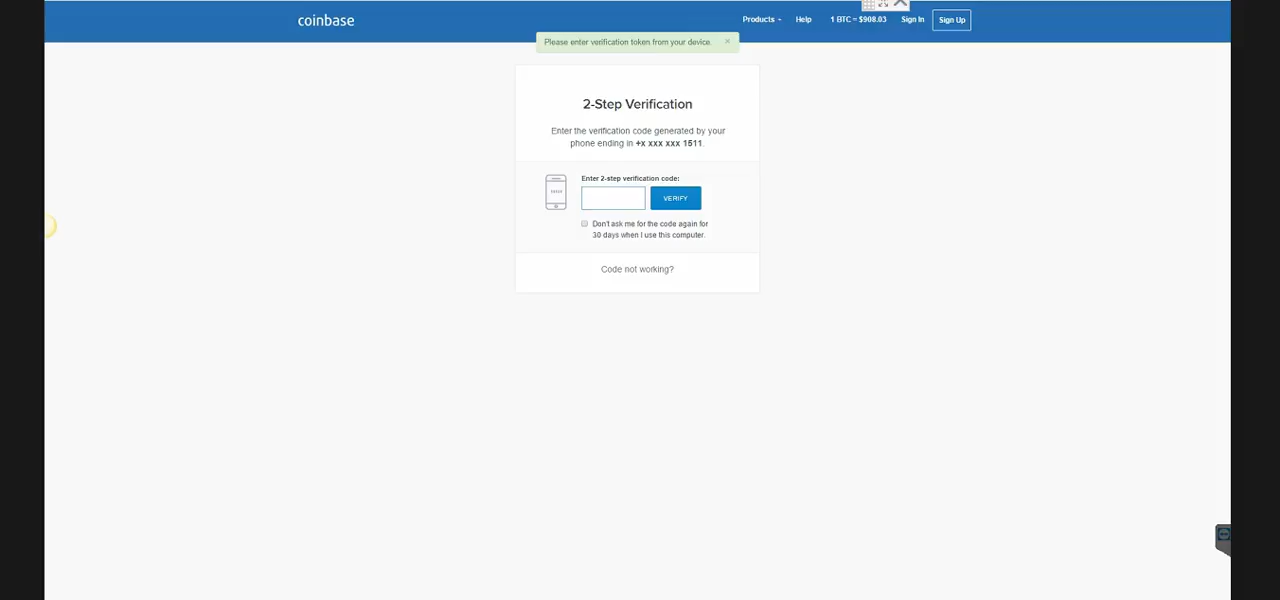 coinbase
Products
Help
1 BTC = $908.03
Sign In
Sign Up
Please enter verification token from your device.
2-Step Verification
Enter the verification code generated by your
phone ending in +x xxx xxx 1511.
Enter 2-step verification code:
VERIFY
Don't ask me for the code again for
30 days when I use this computer.
Code not working?